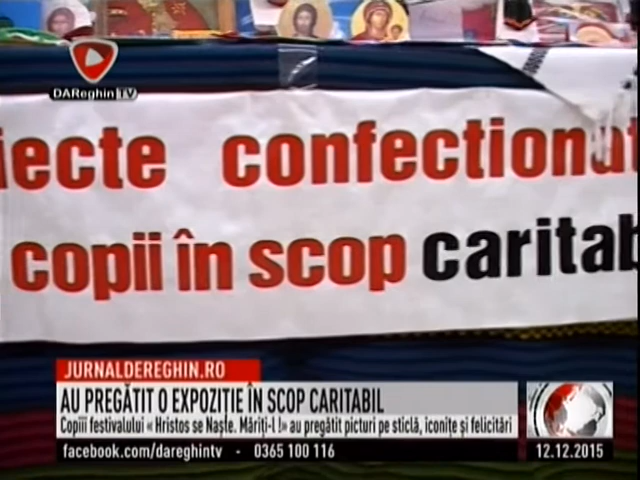 DAReghin TV
iecte confectionat
copii în scop caritab
JURNALDEREGHIN.RO
AU PREGĂTIT O EXPOZIȚIE ÎN SCOP CARITABIL
Copiii festivalului « Hristos se Naște. Măriți-l !» au pregătit picturi pe sticlă, iconițe și felicitări
facebook.com/dareghintv - 0365 100 116
12.12.2015